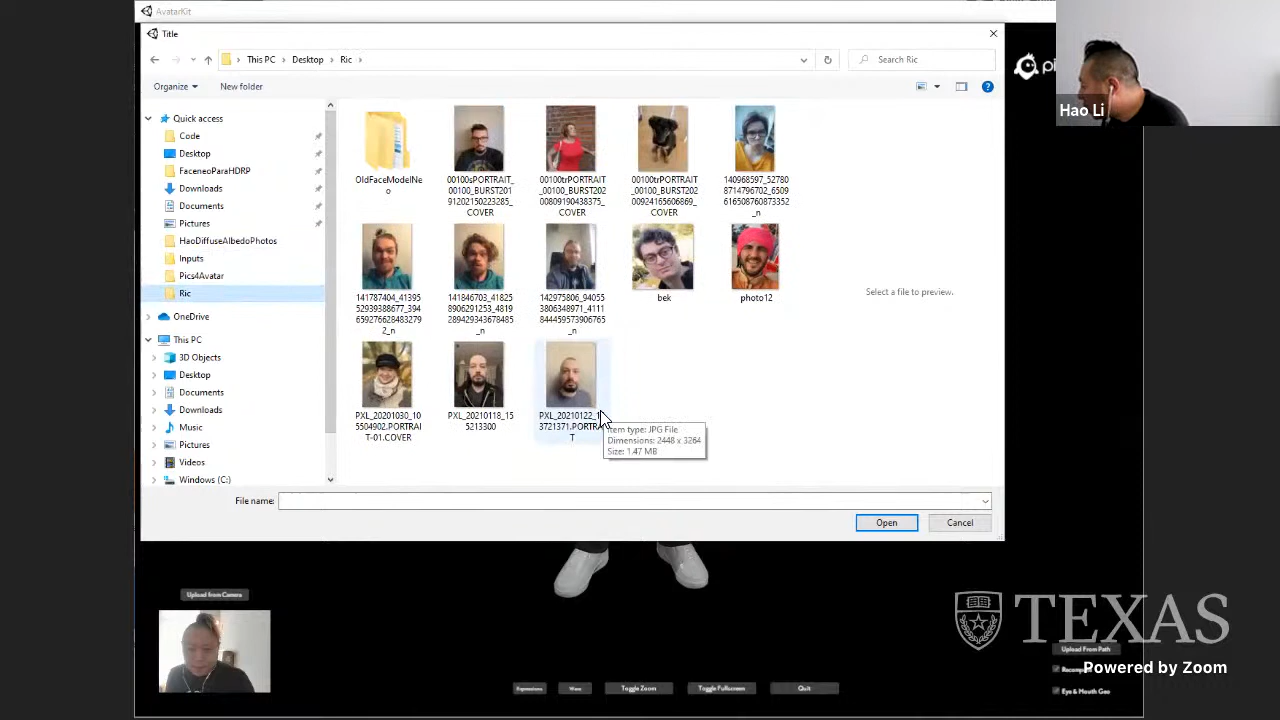 AvatarKit
Title
This PC > Desktop > Ric >
Search Ric
pi
Hao Li
Organize
New folder
Quick access
Code
Desktop
FaceneoParaHDRP
Downloads
Documents
Pictures
HaoDiffuseAlbedoPhotos
Inputs
Pics4Avatar
Ric
OneDrive
This PC
3D Objects
Desktop
Documents
Downloads
Music
Pictures
Videos
Windows (C:)
OldFaceModelNe
o
00100sPORTRAIT_
00100_BURST201
91202150223285_
COVER
00100trPORTRAIT
_00100_BURST202
00809190438375_
COVER
00100trPORTRAIT
_00100_BURST202
00924165606869_
COVER
140968597_52780
8714796702_6509
616508760873352
_n
141787404_41395
52939388677_394
659276628483279
2_n
141846703_41825
8906291253_4819
289429343678485
_n
142975806_94055
3806348971_4111
844459573906765
_n
bek
photo12
PXL_20201030_10
5504902.PORTRAI
T-01.COVER
PXL_20210118_15
5213300
PXL_20210122_1
3721371.PORTR
T
Item type: JPG File
Dimensions: 2448 x 3264
Size: 1.47 MB
Select a file to preview.
File name:
Open
Cancel
Upload from Camera
TEXAS
Upload From Path
Powered by Zoom
Eye & Mouth Geo
Expressions
Wave
Toggle Zoom
Toggle Fullscreen
Quit